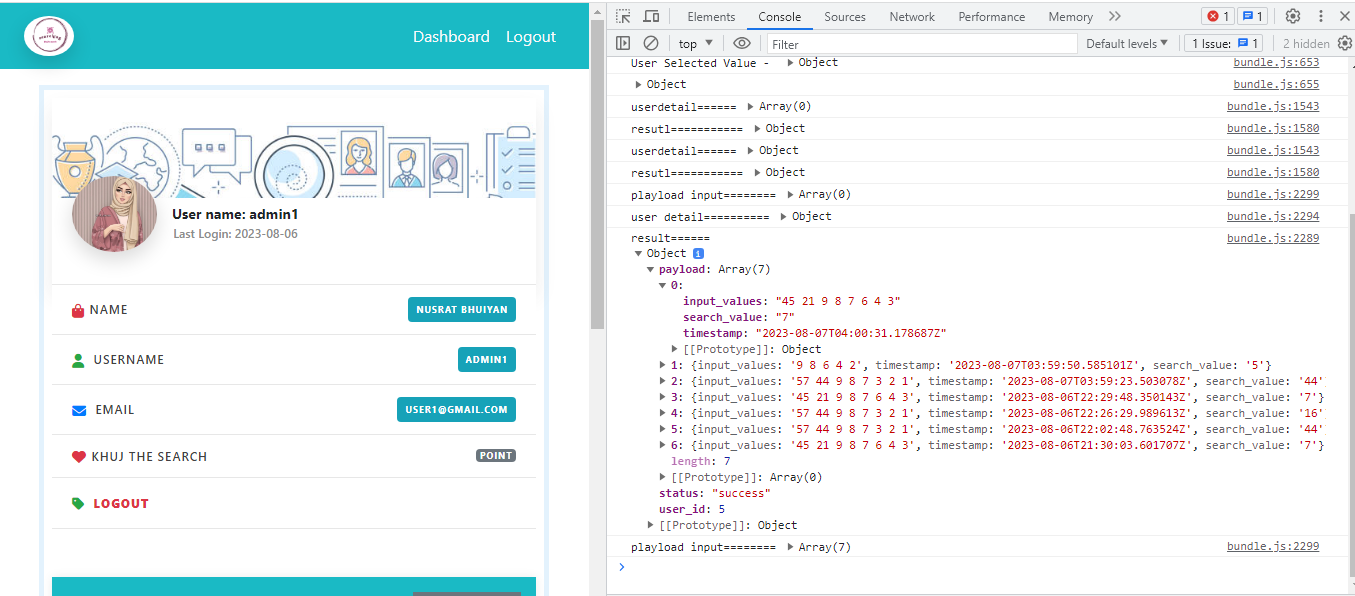 Dashboard Logout
User name: admin1
Last Login: 2023-08-06
NAME NUSRAT BHUIYAN
USERNAME ADMIN1
EMAIL USER1@GMAIL.COM
KHUJ THE SEARCH POINT
LOGOUT
Elements Console Sources Network Performance Memory 1 1
top Filter Default levels 1 Issue: 1 2 hidden
User Selected Value - Object bundle.js:653
Object bundle.js:655
userdetail====== Array(0) bundle.js:1543
resutl=========== Object bundle.js:1580
userdetail====== Object bundle.js:1543
resutl=========== Object bundle.js:1580
playload input======== Array(0) bundle.js:2299
user detail========== Object bundle.js:2294
result====== bundle.js:2289
Object i
payload: Array(7)
0:
input_values: "45 21 9 8 7 6 4 3"
search_value: "7"
timestamp: "2023-08-07T04:00:31.178687Z"
[[Prototype]]: Object
1: {input_values: '9 8 6 4 2', timestamp: '2023-08-07T03:59:50.585101Z', search_value: '5'}
2: {input_values: '57 44 9 8 7 3 2 1', timestamp: '2023-08-07T03:59:23.503078Z', search_value: '44'
3: {input_values: '45 21 9 8 7 6 4 3', timestamp: '2023-08-06T22:29:48.350143Z', search_value: '7'}
4: {input_values: '57 44 9 8 7 3 2 1', timestamp: '2023-08-06T22:26:29.989613Z', search_value: '16'
5: {input_values: '57 44 9 8 7 3 2 1', timestamp: '2023-08-06T22:02:48.763524Z', search_value: '44'
6: {input_values: '45 21 9 8 7 6 4 3', timestamp: '2023-08-06T21:30:03.601707Z', search_value: '7'}
length: 7
[[Prototype]]: Array(0)
status: "success"
user_id: 5
[[Prototype]]: Object
playload input======== Array(7) bundle.js:2299